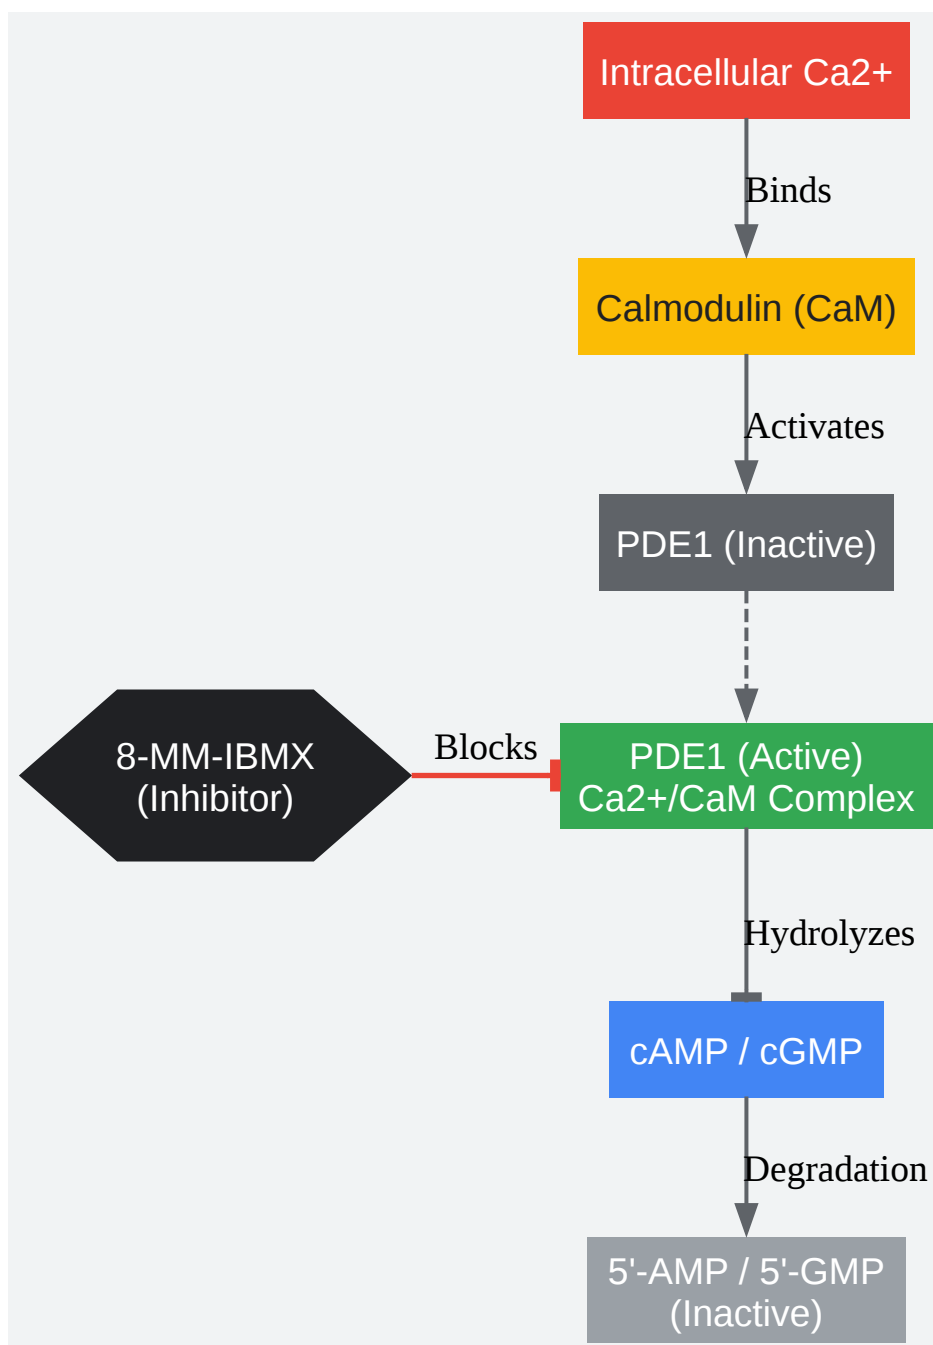 Intracellular Ca2+
Binds
Calmodulin (CaM)
Activates
PDE1 (Inactive)
8-MM-IBMX
(Inhibitor)
Blocks
PDE1 (Active)
Ca2+/CaM Complex
Hydrolyzes
cAMP / cGMP
Degradation
5'-AMP / 5'-GMP
(Inactive)